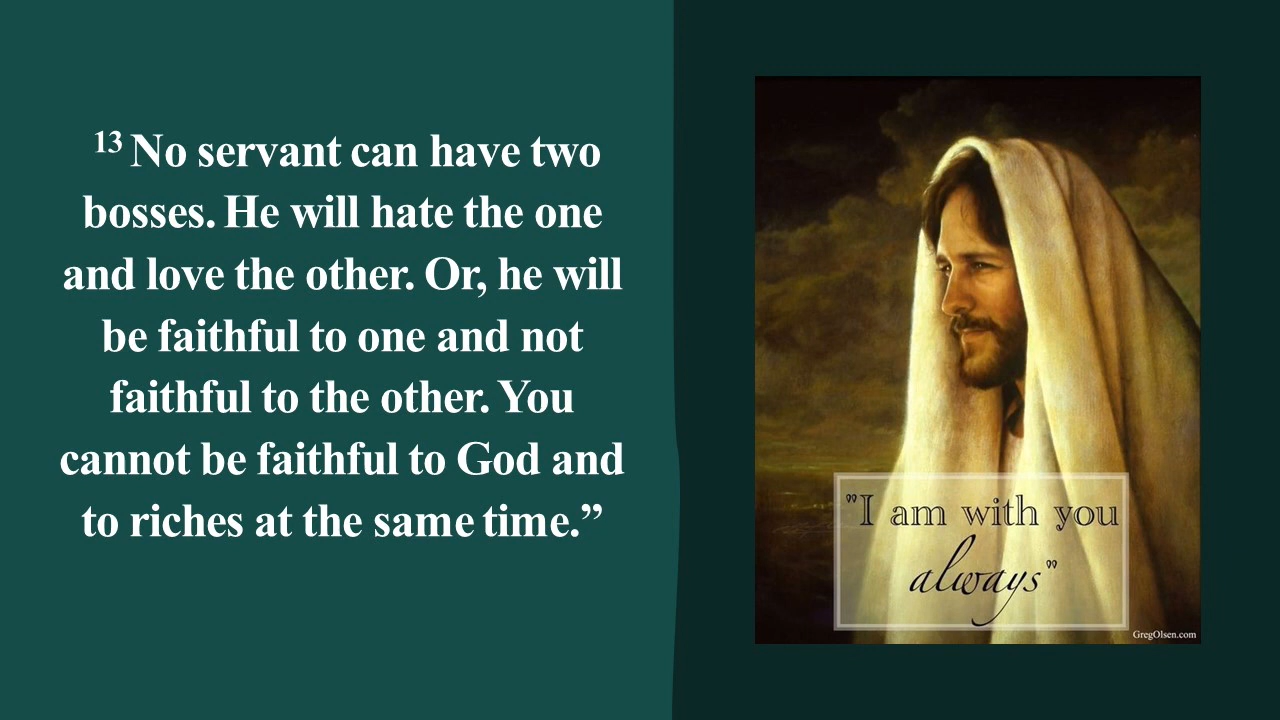 13 No servant can have two
bosses. He will hate the one
and love the other. Or, he will
be faithful to one and not
faithful to the other. You
cannot be faithful to God and
to riches at the same time.”
"I am with you
always"
GregOlsen.com